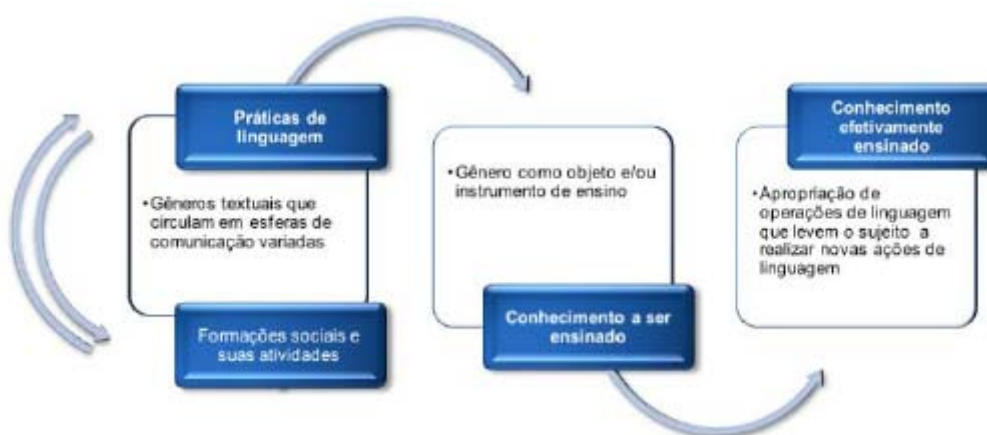 Práticas de
linguagem
•Gêneros textuais que
circulam em esferas de
comunicação variadas
Formações sociais e
suas atividades
•Gênero como objeto e/ou
instrumento de ensino
Conhecimento a ser
ensinado
Conhecimento
efetivamente
ensinado
•Apropriação de
operações de linguagem
que levem o sujeito a
realizar novas ações de
linguagem